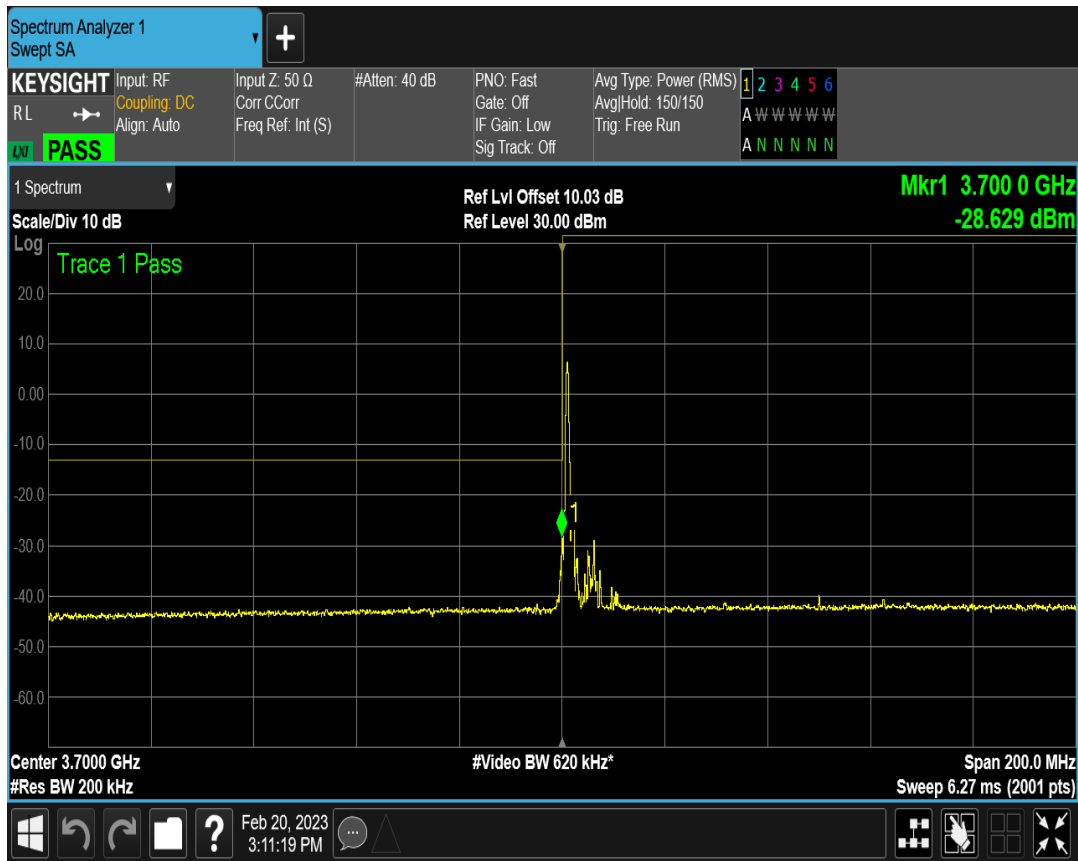 Spectrum Analyzer 1
Swept SA
+
KEYSIGHT
RL
LXI PASS
Input: RF
Coupling: DC
Align: Auto
Input Z: 50 Ω
Corr CCorr
Freq Ref: Int (S)
#Atten: 40 dB
PNO: Fast
Gate: Off
IF Gain: Low
Sig Track: Off
Avg Type: Power (RMS)
Avg|Hold: 150/150
Trig: Free Run
1 2 3 4 5 6
A W W W W W
A N N N N N
1 Spectrum
Scale/Div 10 dB
Ref Lvl Offset 10.03 dB
Ref Level 30.00 dBm
Mkr1 3.700 0 GHz
-28.629 dBm
Log
Trace 1 Pass
20.0
10.0
0.00
-10.0
-20.0
1
-30.0
-40.0
-50.0
-60.0
Center 3.7000 GHz
#Video BW 620 kHz*
Span 200.0 MHz
#Res BW 200 kHz
Sweep 6.27 ms (2001 pts)
?
Feb 20, 2023
3:11:19 PM
...